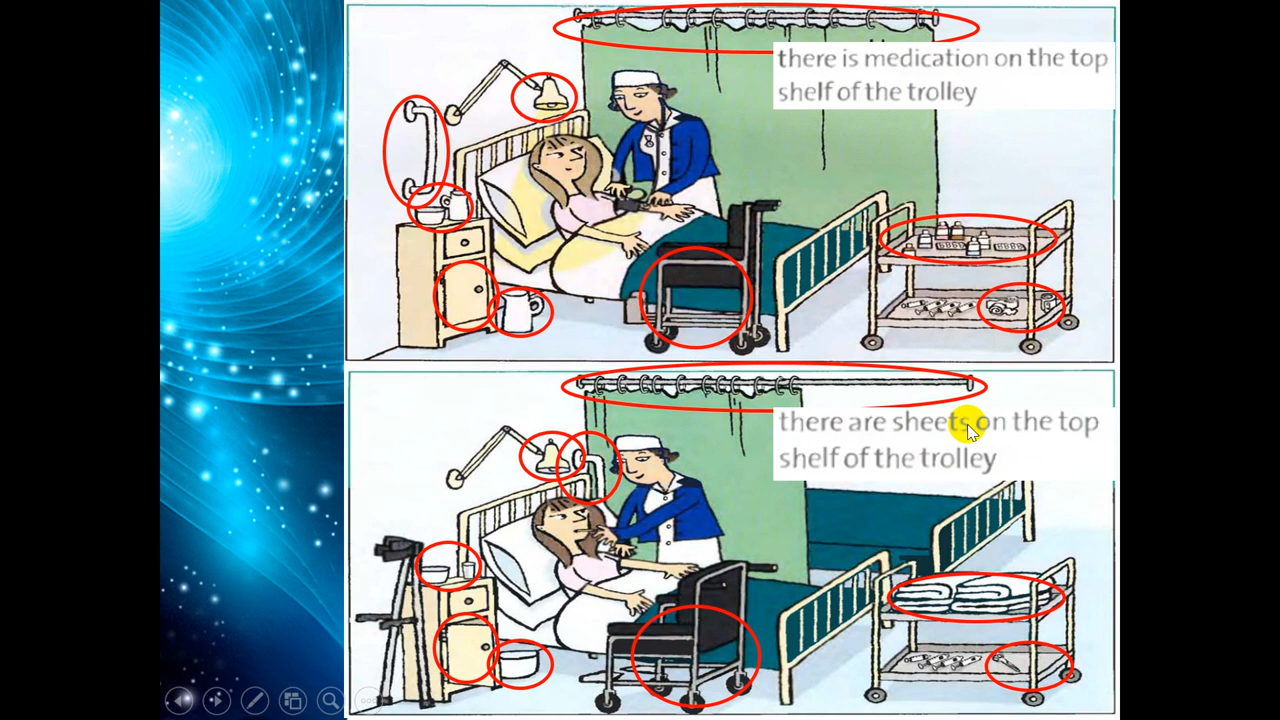 there is medication on the top
shelf of the trolley
there are sheets on the top
shelf of the trolley